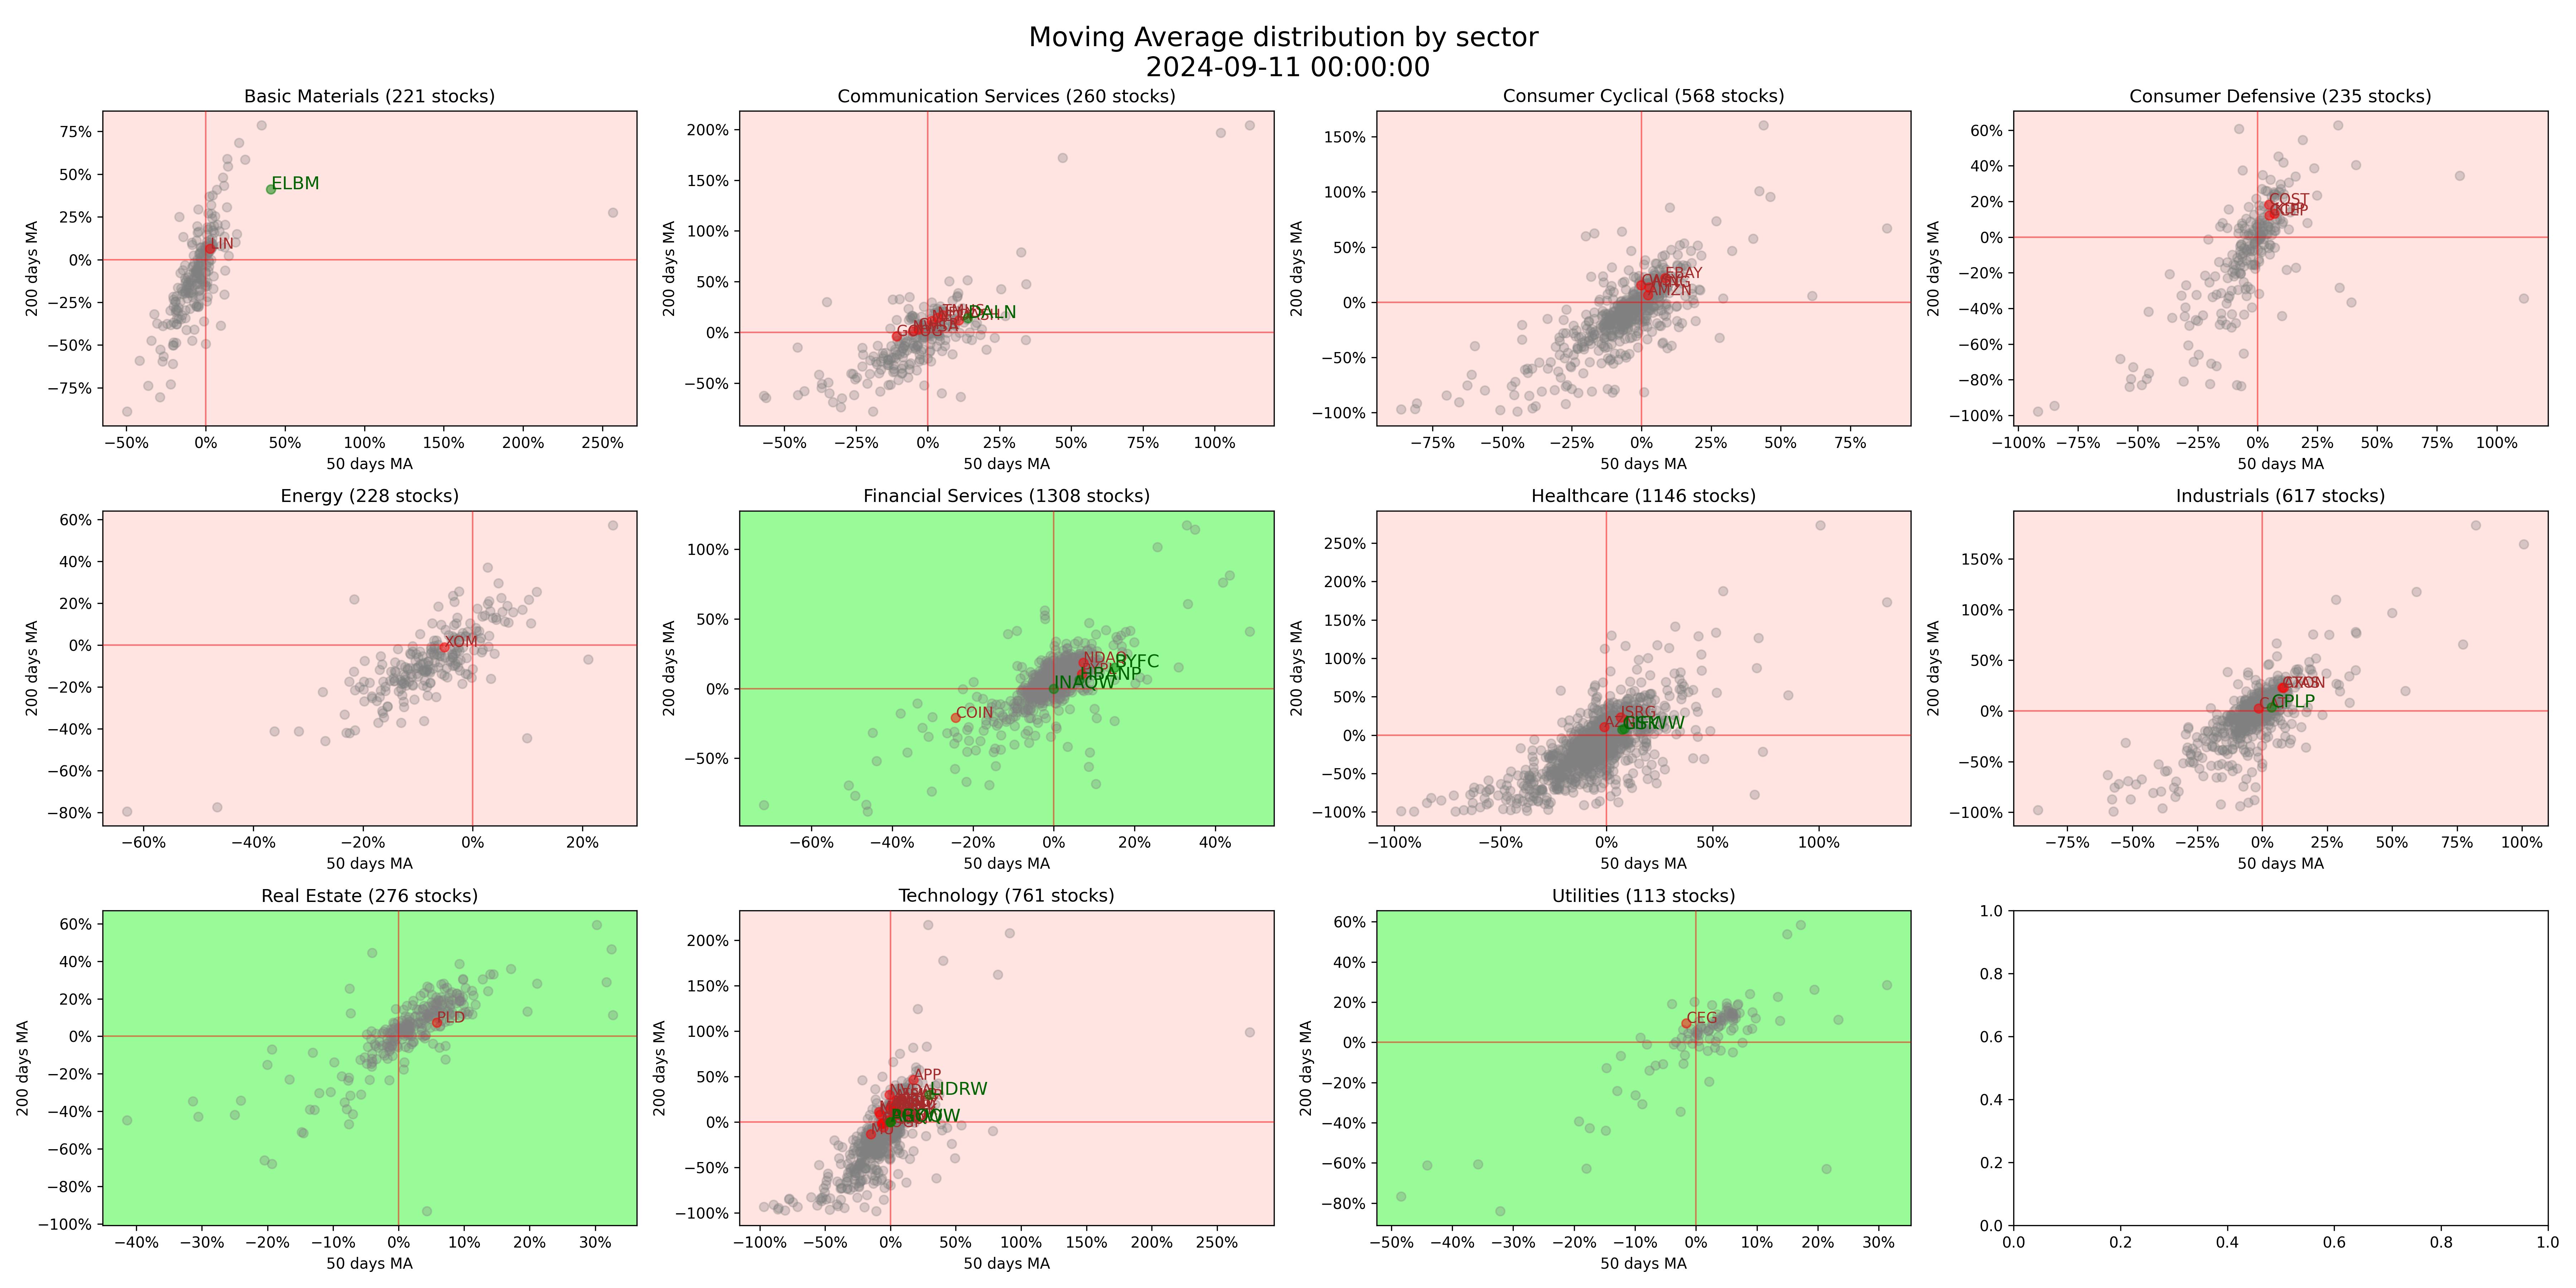 Moving Average distribution by sector
2024-09-11 00:00:00
Basic Materials (221 stocks)
75%
50%
25%
0%
−25%
−50%
−75%
200 days MA
ELBM
LIN
−50% 0% 50% 100% 150% 200% 250%
50 days MA
Communication Services (260 stocks)
200%
150%
100%
50%
0%
−50%
200 days MA
DALN
−50% −25% 0% 25% 50% 75% 100%
50 days MA
Consumer Cyclical (568 stocks)
150%
100%
50%
0%
−50%
−100%
200 days MA
EBAY
AMZN
−75% −50% −25% 0% 25% 50% 75%
50 days MA
Consumer Defensive (235 stocks)
60%
40%
20%
0%
−20%
−40%
−60%
−80%
−100%
200 days MA
COST
−100% −75% −50% −25% 0% 25% 50% 75% 100%
50 days MA
Energy (228 stocks)
60%
40%
20%
0%
−20%
−40%
−60%
−80%
200 days MA
XOM
−60% −40% −20% 0% 20%
50 days MA
Financial Services (1308 stocks)
100%
50%
0%
−50%
200 days MA
NDAQ
BYFC
HBANP
INAQW
COIN
−60% −40% −20% 0% 20% 40%
50 days MA
Healthcare (1146 stocks)
250%
200%
150%
100%
50%
0%
−50%
−100%
200 days MA
ISRG
−100% −50% 0% 50% 100%
50 days MA
Industrials (617 stocks)
150%
100%
50%
0%
−50%
−100%
200 days MA
CPLP
−75% −50% −25% 0% 25% 50% 75% 100%
50 days MA
Real Estate (276 stocks)
60%
40%
20%
0%
−20%
−40%
−60%
−80%
−100%
200 days MA
PLD
−40% −30% −20% −10% 0% 10% 20% 30%
50 days MA
Technology (761 stocks)
200%
150%
100%
50%
0%
−50%
−100%
200 days MA
APP
LIDRW
−100% −50% 0% 50% 100% 150% 200% 250%
50 days MA
Utilities (113 stocks)
60%
40%
20%
0%
−20%
−40%
−60%
−80%
200 days MA
CEG
−50% −40% −30% −20% −10% 0% 10% 20% 30%
50 days MA
1.0
0.8
0.6
0.4
0.2
0.0
0.0 0.2 0.4 0.6 0.8 1.0